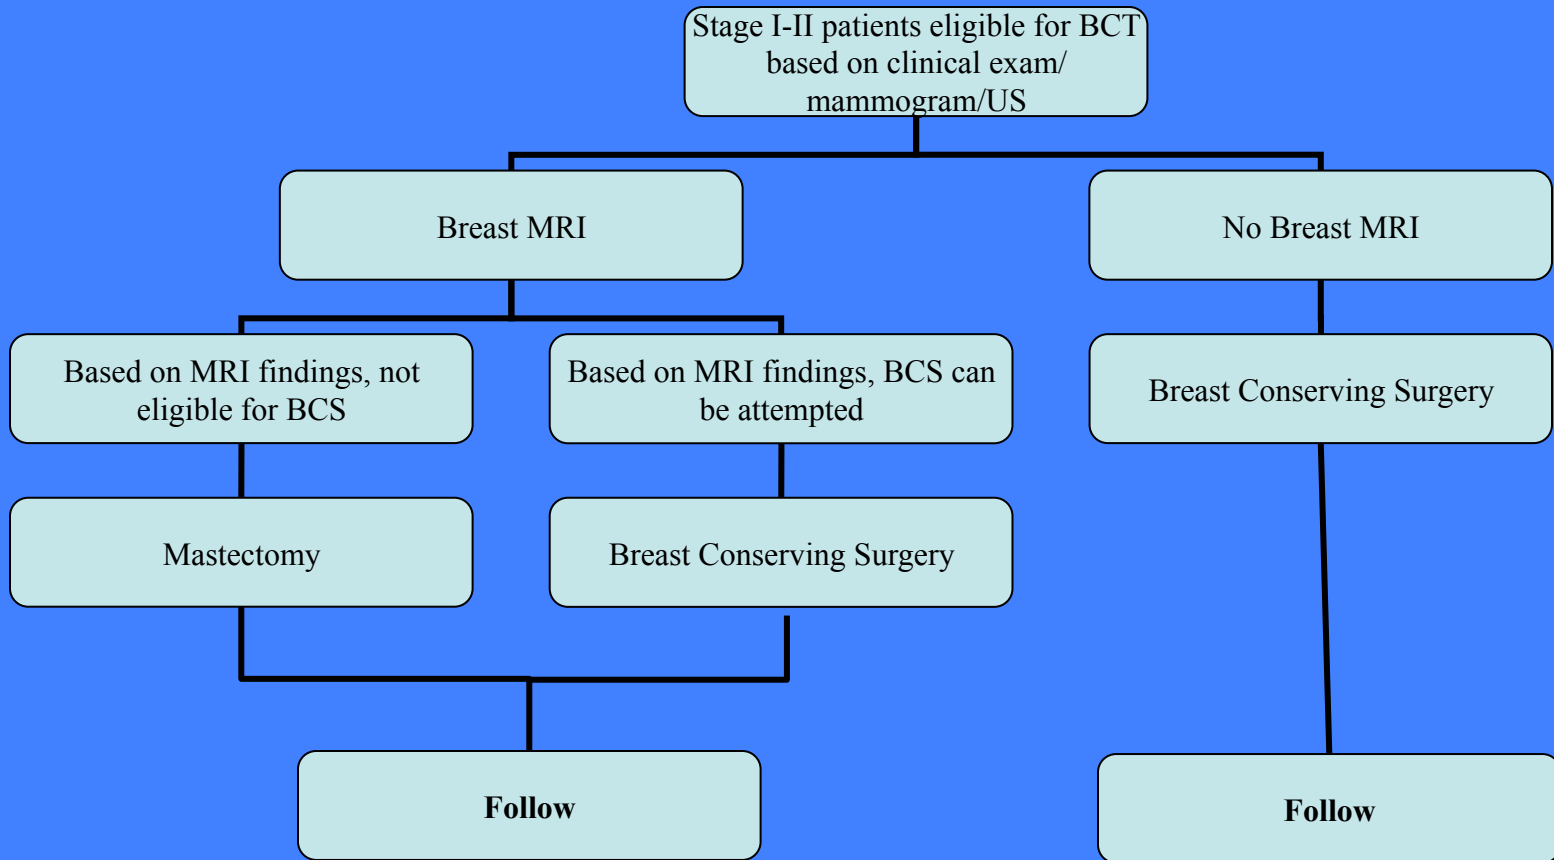 Stage I-II patients eligible for BCT
based on clinical exam/
mammogram/US
Breast MRI
No Breast MRI
Based on MRI findings, not
eligible for BCS
Based on MRI findings, BCS can
be attempted
Breast Conserving Surgery
Mastectomy
Breast Conserving Surgery
Follow
Follow